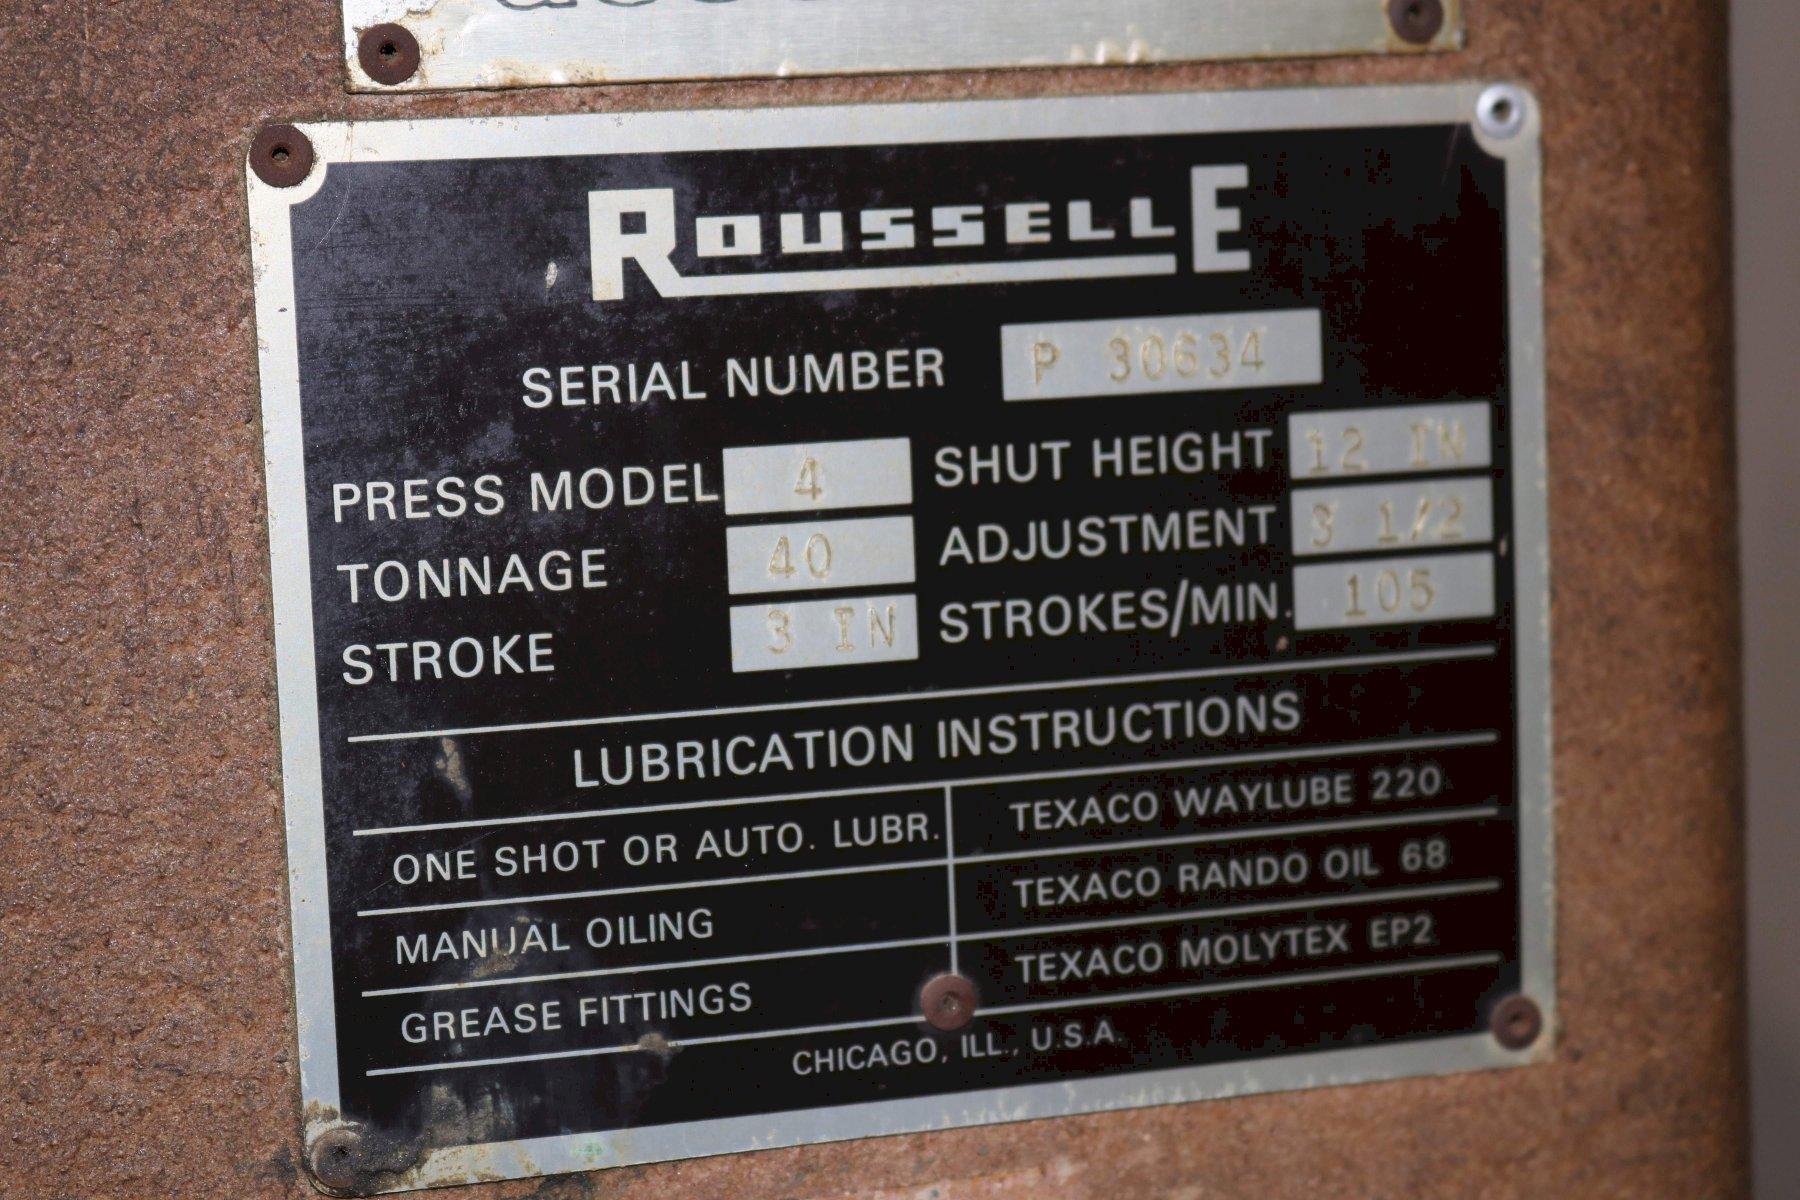 ROUSSELLE
SERIAL NUMBER P 30634
PRESS MODEL 4 SHUT HEIGHT 12 IN
TONNAGE 40 ADJUSTMENT 3 1/2
STROKE 3 IN STROKES/MIN. 105
LUBRICATION INSTRUCTIONS
ONE SHOT OR AUTO. LUBR. TEXACO WAYLUBE 220
MANUAL OILING TEXACO RANDO OIL 68
GREASE FITTINGS TEXACO MOLYTEX EP2
CHICAGO, ILL., U.S.A.